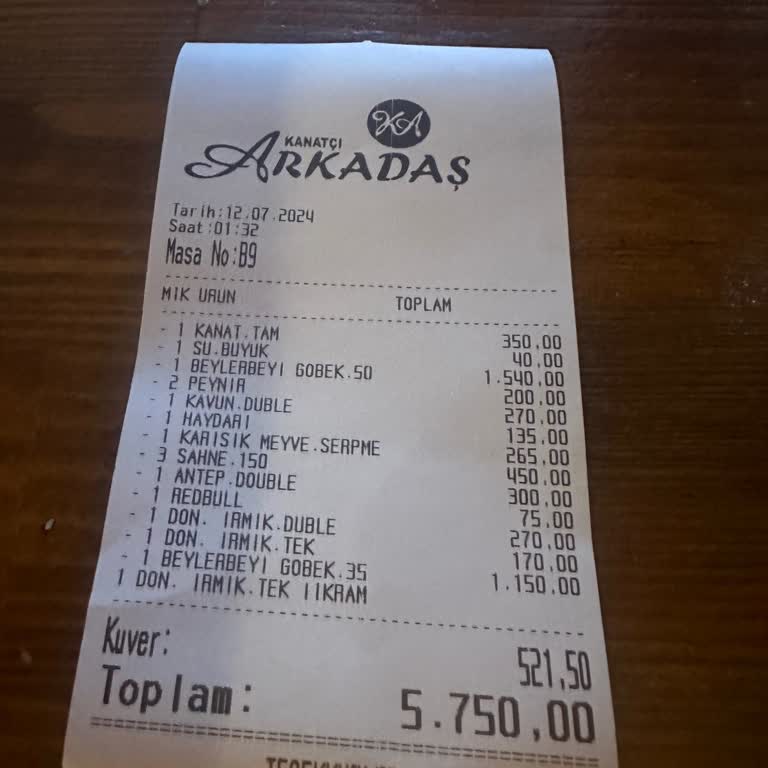 KA
KANATÇI
ARKADAŞ
Tarih:12.07.2024
Saat:01:32
Masa No:B9
MIK URUN TOPLAM
- 1 KANAT.TAM 350,00
- 1 SU.BUYUK 40,00
- 1 BEYLERBEYI GOBEK.50 1.540,00
- 2 PEYNIR 200,00
- 1 KAVUN.DUBLE 270,00
- 1 HAYDARI 135,00
- 1 KARISIK MEYVE.SERPME 265,00
- 3 SAHNE.150 450,00
- 1 ANTEP.DOUBLE 300,00
- 1 REDBULL 75,00
- 1 DON. IRMIK.DUBLE 270,00
- 1 DON. IRMIK.TEK 170,00
- 1 BEYLERBEYI GOBEK.35 1.150,00
1 DON. IRMIK.TEK IIKRAM
Kuver: 521,50
Toplam: 5.750,00